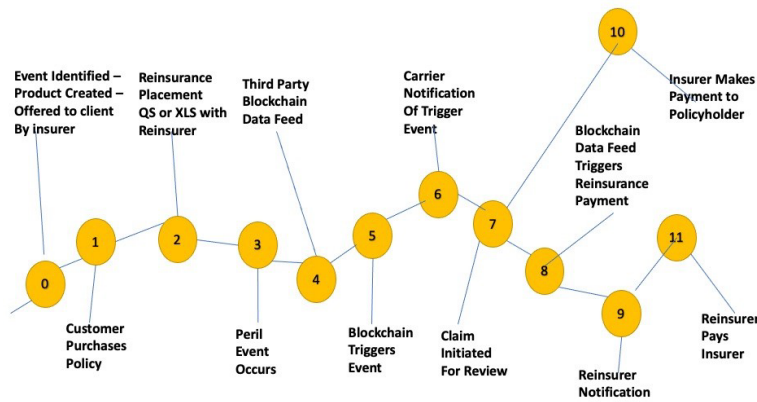 10
Event Identified –
Product Created –
Offered to client
By insurer
Reinsurance
Placement
QS or XLS with
Reinsurer
Third Party
Blockchain
Data Feed
Carrier
Notification
Of Trigger
Event
Insurer Makes
Payment to
Policyholder
Blockchain
Data Feed
Triggers
Reinsurance
Payment
0
1
2
3
4
5
6
7
8
9
11
Customer
Purchases
Policy
Peril
Event
Occurs
Blockchain
Triggers
Event
Claim
Initiated
For Review
Reinsurer
Notification
Reinsurer
Pays
Insurer